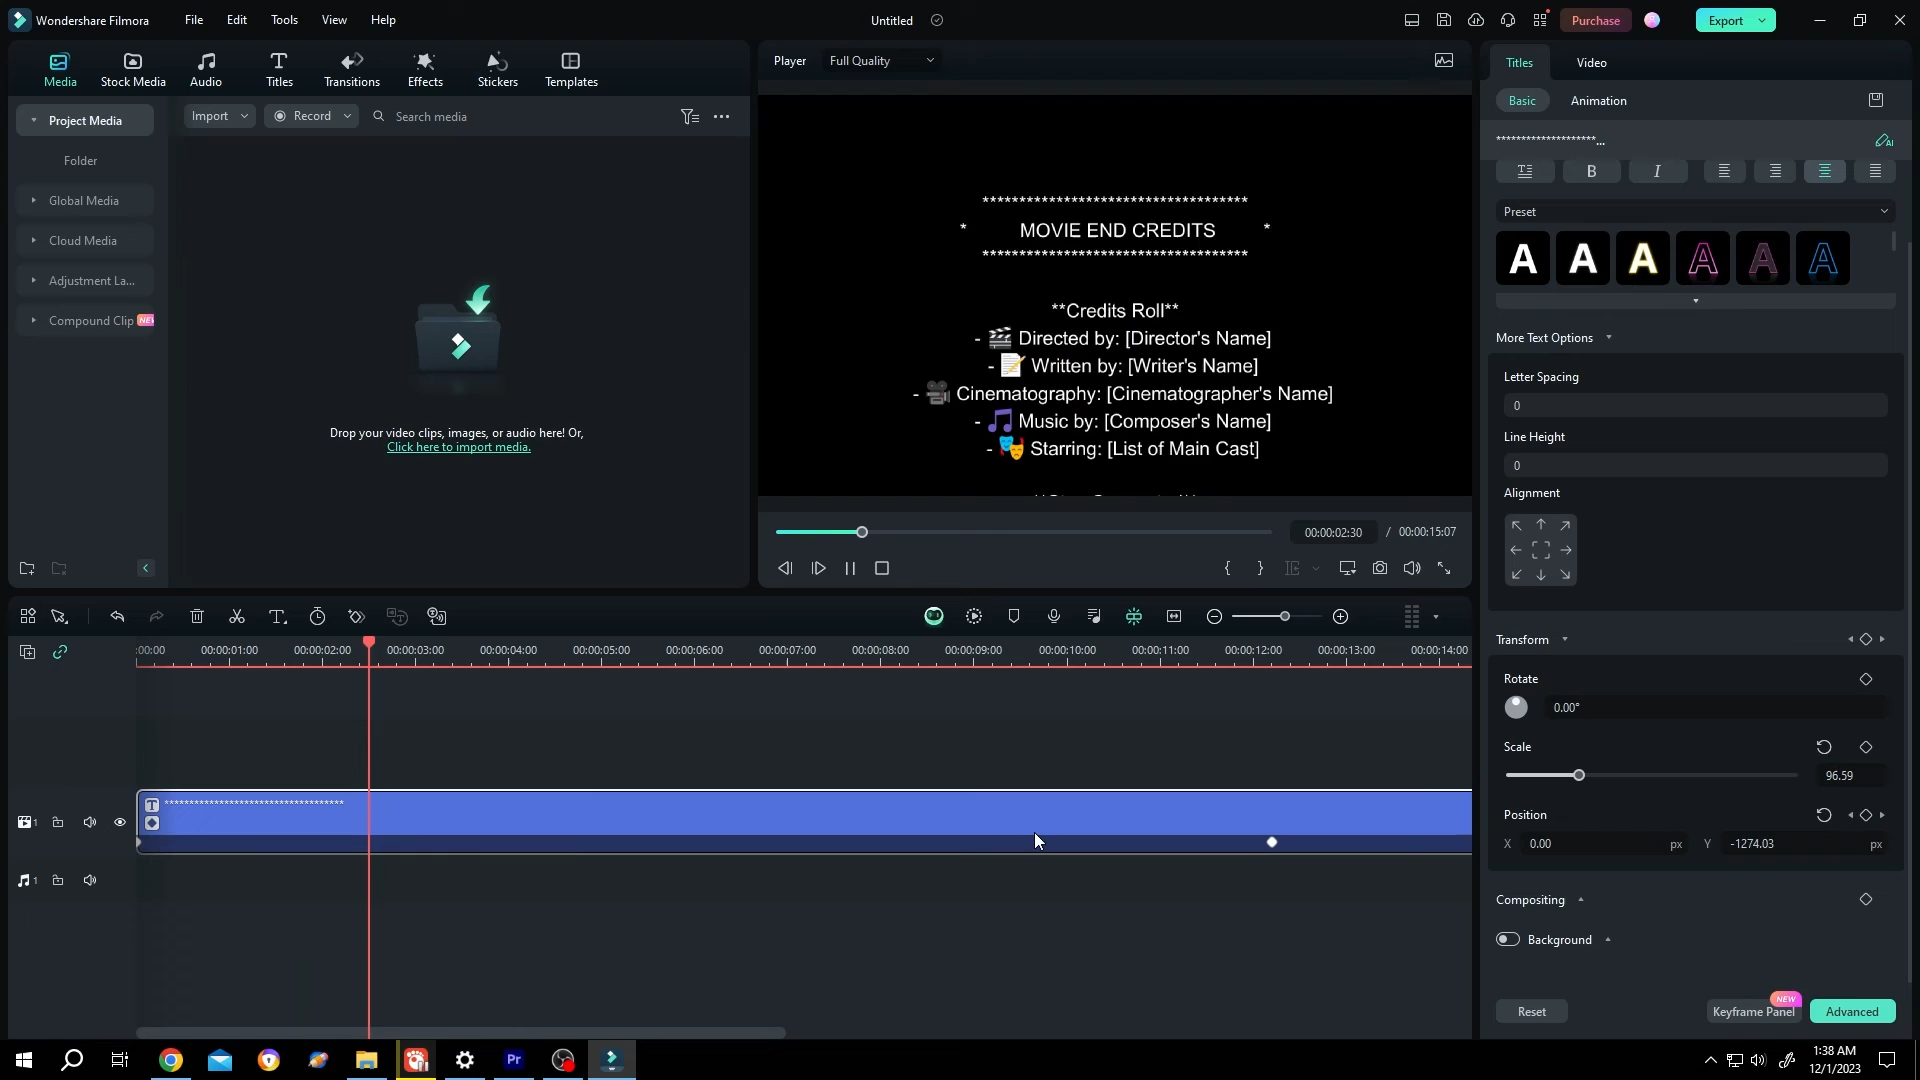 Wondershare Filmora File Edit Tools View Help Untitled Purchase Export
Media Stock Media Audio Titles Transitions Effects Stickers Templates
Player Full Quality
Titles Video
Basic Animation
Project Media
Import Record Search media
Folder
Global Media
Cloud Media
Adjustment La...
Compound Clip NEW
Drop your video clips, images, or audio here! Or,
Click here to import media.
************************************
* MOVIE END CREDITS *
************************************
**Credits Roll**
- 🎬 Directed by: [Director's Name]
- 📝 Written by: [Writer's Name]
- 🎥 Cinematography: [Cinematographer's Name]
- 🎵 Music by: [Composer's Name]
- 🎭 Starring: [List of Main Cast]
00:00:02:30 / 00:00:15:07
********************...
AI
B I
Preset
A A A A A A
More Text Options
Letter Spacing
0
Line Height
0
Alignment
Transform
Rotate
0.00°
Scale
96.59
Position
X 0.00 px Y -1274.03 px
Compositing
Background
Reset Keyframe Panel NEW Advanced
:00:00 00:00:01:00 00:00:02:00 00:00:03:00 00:00:04:00 00:00:05:00 00:00:06:00 00:00:07:00 00:00:08:00 00:00:09:00 00:00:10:00 00:00:11:00 00:00:12:00 00:00:13:00 00:00:14:00
T ************************************
1
1
Pr
1:38 AM
12/1/2023